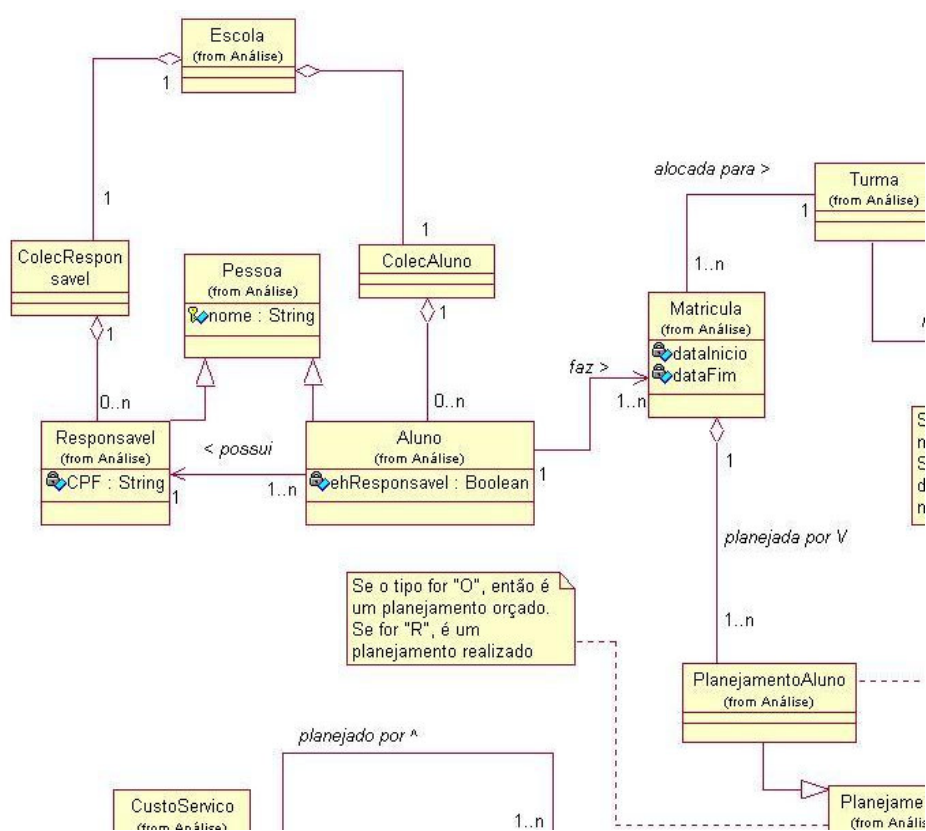 Escola
(from Análise)
1
1
1
alocada para >
Turma
(from Análise)
1
ColecRespon
savel
Pessoa
(from Análise)
nome : String
ColecAluno
1..n
Matricula
(from Análise)
dataInicio
dataFim
1
1
faz >
1..n
0..n
0..n
Responsavel
(from Análise)
CPF : String
< possui
Aluno
(from Análise)
ehResponsavel : Boolean
1
1..n
1
1
planejada por V
Se o tipo for "O", então é
um planejamento orçado.
Se for "R", é um
planejamento realizado
1..n
PlanejamentoAluno
(from Análise)
planejado por ^
CustoServico
(from Análise)
1..n